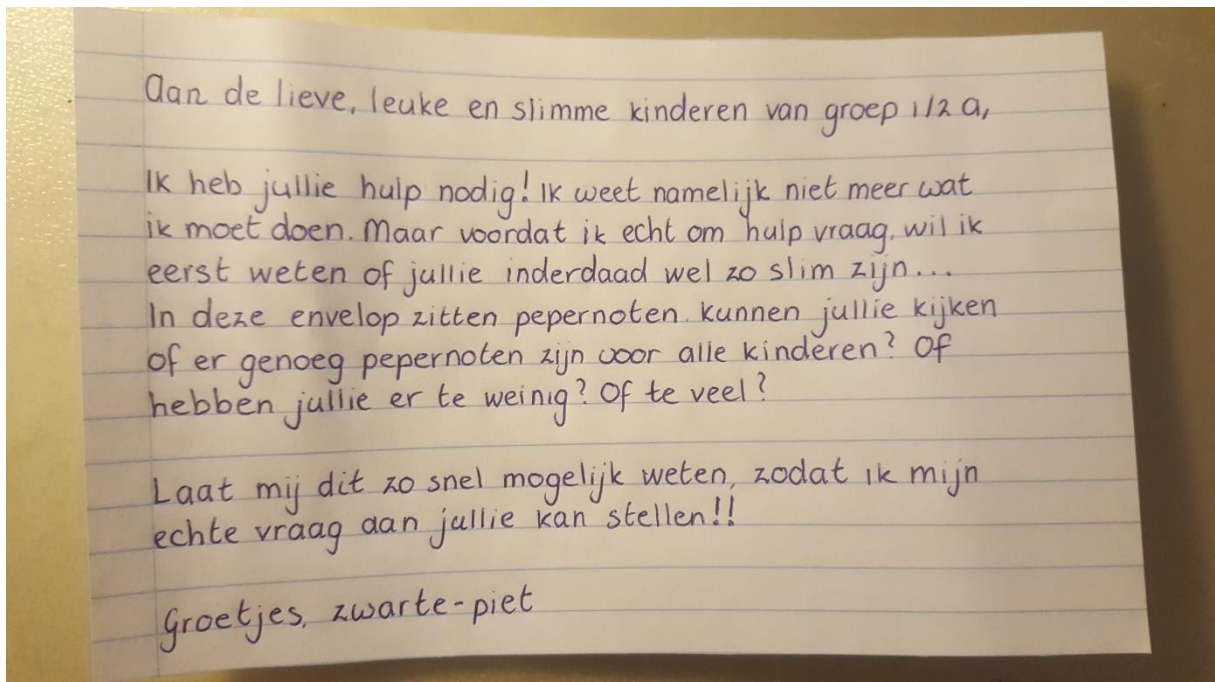 Aan de lieve, leuke en slimme kinderen van groep 1/2 a,
Ik heb jullie hulp nodig! Ik weet namelijk niet meer wat
ik moet doen. Maar voordat ik echt om hulp vraag, wil ik
eerst weten of jullie inderdaad wel zo slim zijn...
In deze envelop zitten pepernoten. kunnen jullie kijken
of er genoeg pepernoten zijn voor alle kinderen? Of
hebben jullie er te weinig? Of te veel?
Laat mij dit zo snel mogelijk weten, zodat ik mijn
echte vraag aan jullie kan stellen!!
Groetjes, zwarte-piet